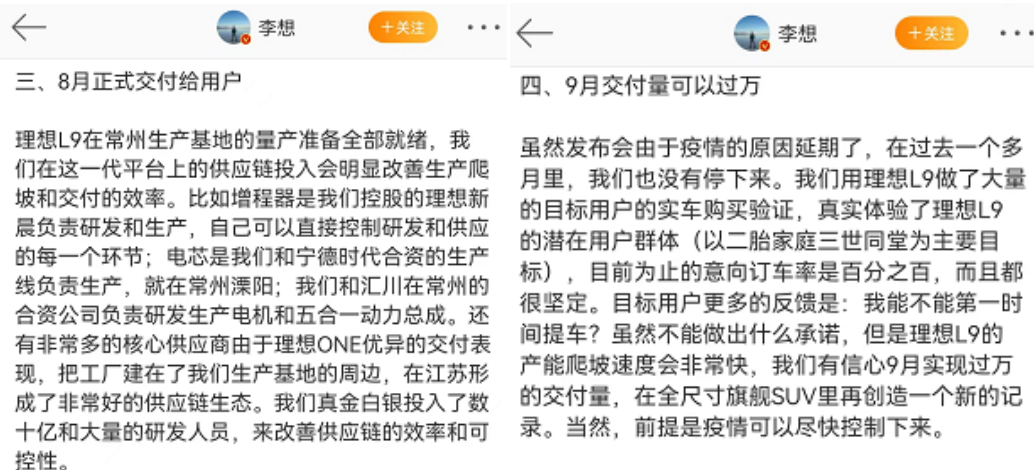 李想
+关注
三、8月正式交付给用户
理想L9在常州生产基地的量产准备全部就绪，我
们在这一代平台上的供应链投入会明显改善生产爬
坡和交付的效率。比如增程器是我们控股的理想新
晨负责研发和生产，自己可以直接控制研发和供应
的每一个环节；电芯是我们和宁德时代合资的生产
线负责生产，就在常州溧阳；我们和汇川在常州的
合资公司负责研发生产电机和五合一动力总成。还
有非常多的核心供应商由于理想ONE优异的交付表
现，把工厂建在了我们生产基地的周边，在江苏形
成了非常好的供应链生态。我们真金白银投入了数
十亿和大量的研发人员，来改善供应链的效率和可
控性。
李想
+关注
四、9月交付量可以过万
虽然发布会由于疫情的原因延期了，在过去一个多
月里，我们也没有停下来。我们用理想L9做了大量
的目标用户的实车购买验证，真实体验了理想L9
的潜在用户群体（以二胎家庭三世同堂为主要目
标），目前为止的意向订车率是百分之百，而且都
很坚定。目标用户更多的反馈是：我能不能第一时
间提车？虽然不能做出什么承诺，但是理想L9的
产能爬坡速度会非常快，我们有信心9月实现过万
的交付量，在全尺寸旗舰SUV里再创造一个新的记
录。当然，前提是疫情可以尽快控制下来。